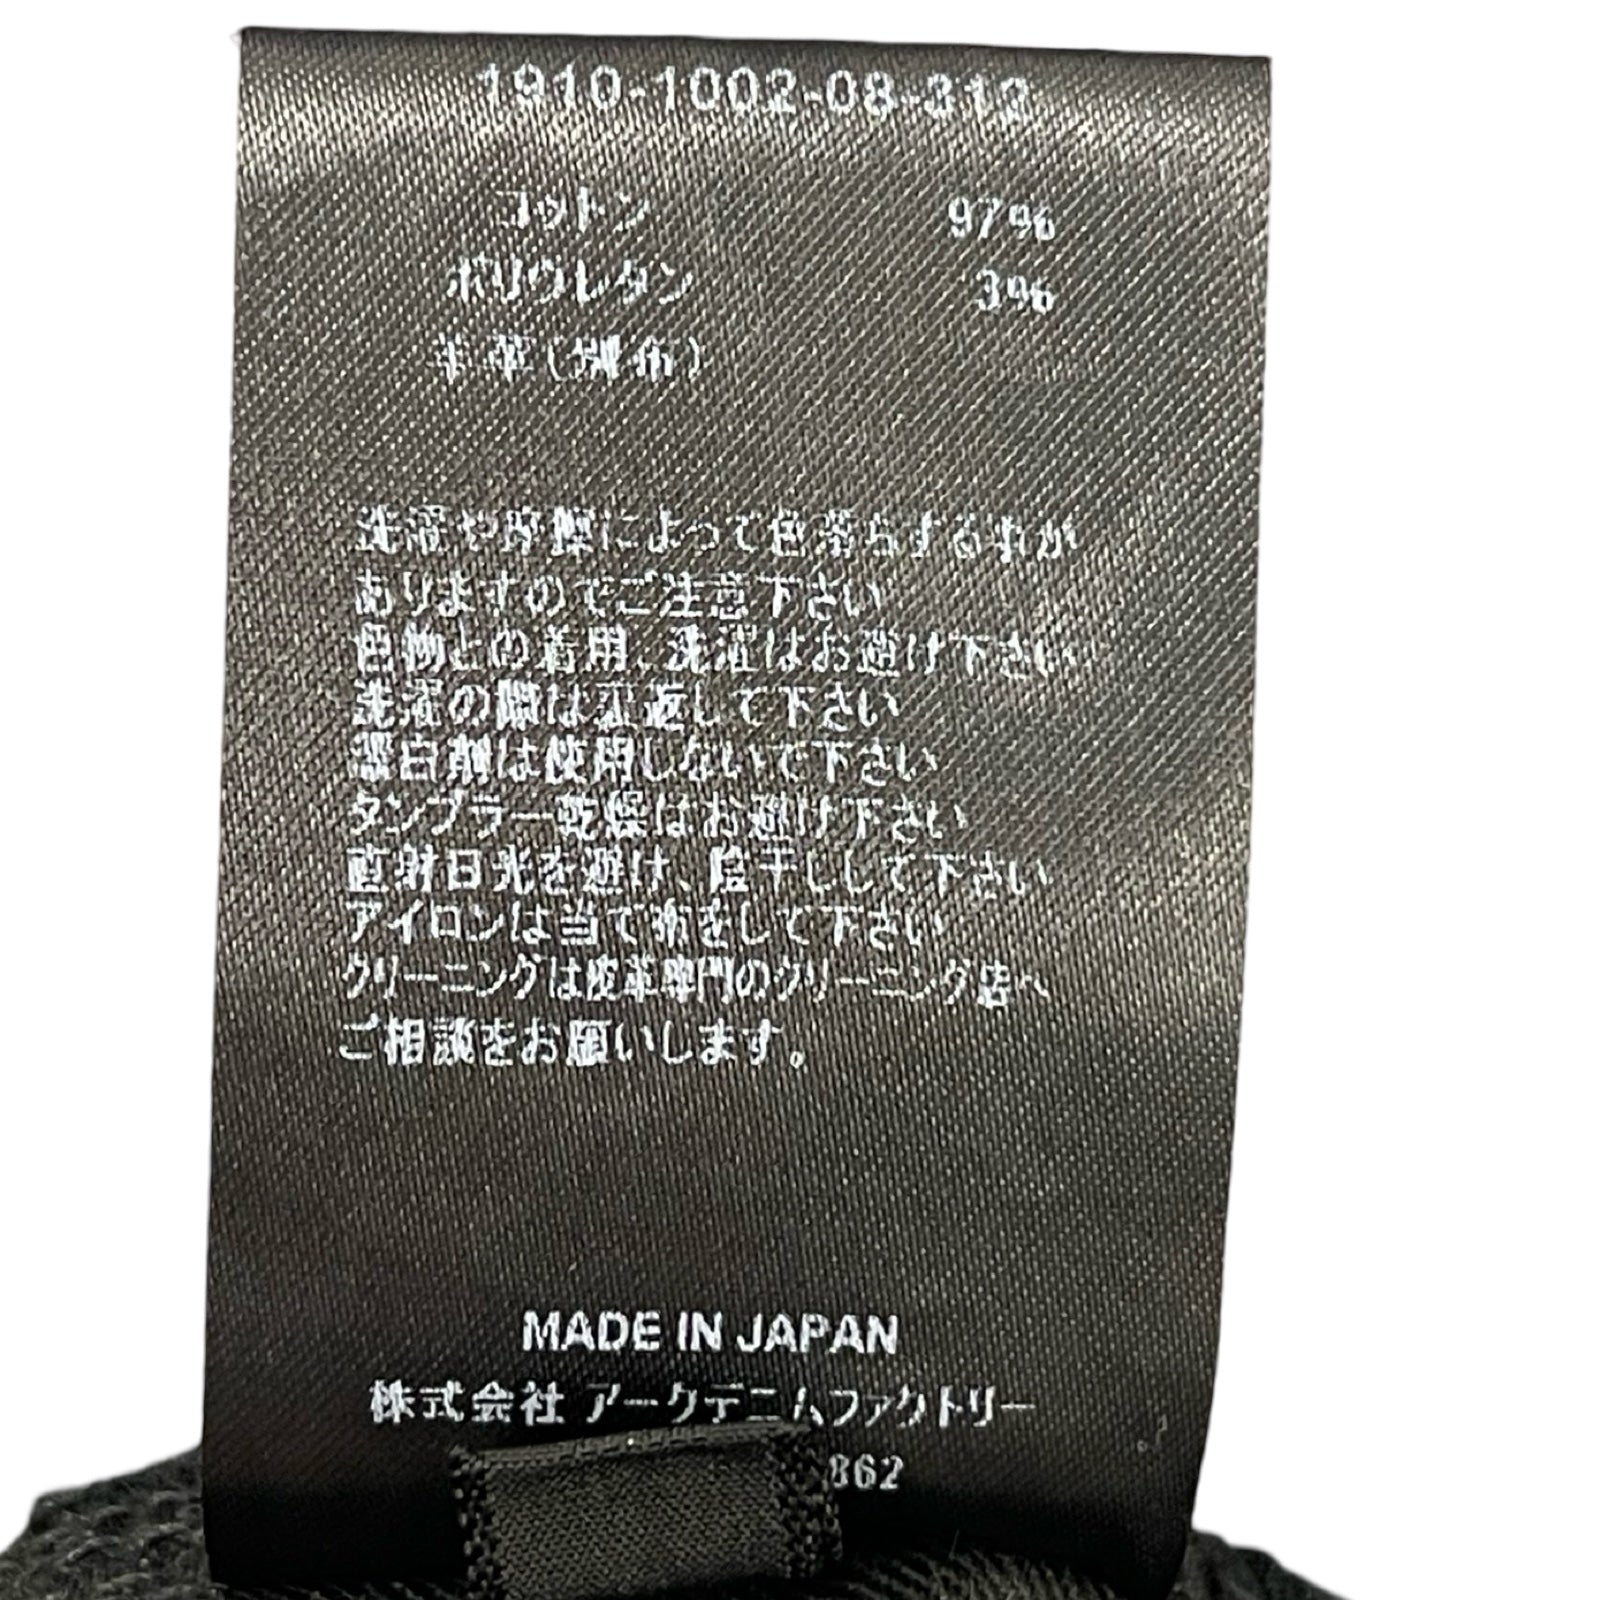 1910-1002-08-312
コットン 97%
ポリウレタン 3%
羊革(別布)
洗濯や摩擦によって色落ちする恐れが
ありますのでご注意下さい
色物との着用、洗濯はお避け下さい
洗濯の際は裏返して下さい
漂白剤は使用しないで下さい
タンブラー乾燥はお避け下さい
直射日光を避け、陰干しして下さい
アイロンは当て布をして下さい
クリーニングは皮革専門のクリーニング店へ
ご相談をお願いします。
MADE IN JAPAN
株式会社 アークデニムファクトリー
862